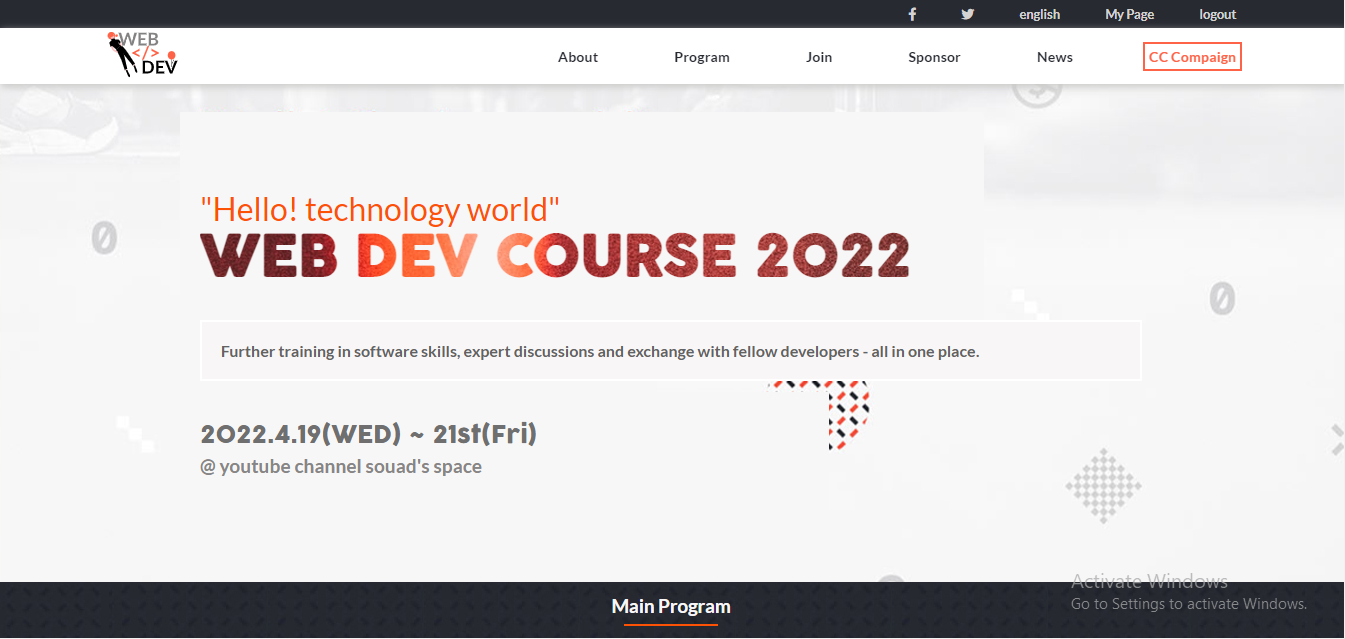 english My Page logout
WEB
</>
DEV
About Program Join Sponsor News CC Compaign
"Hello! technology world"
WEB DEV COURSE 2022
0
0
Further training in software skills, expert discussions and exchange with fellow developers - all in one place.
2022.4.19(WED) ~ 21st(Fri)
@ youtube channel souad's space
Activate Windows
Go to Settings to activate Windows.
Main Program